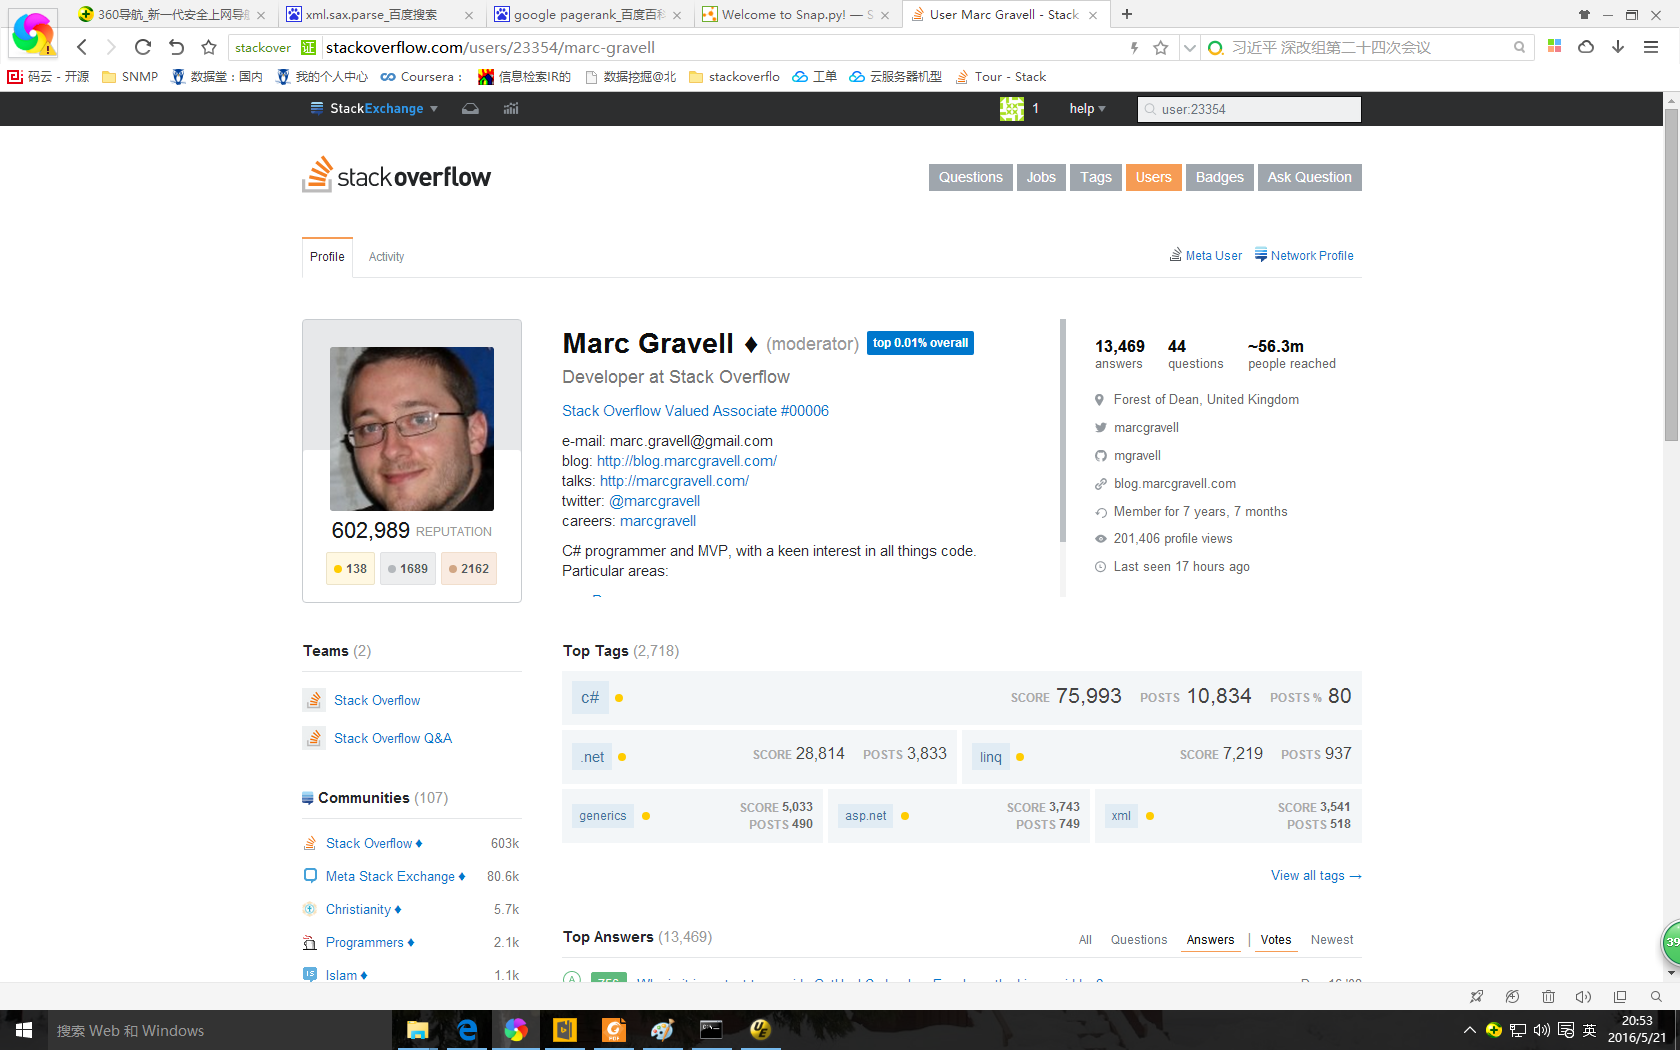 360导航_新一代安全上网导航
xml.sax.parse_百度搜索
google pagerank_百度百科
Welcome to Snap.py! — S
User Marc Gravell - Stack
stackover 证 stackoverflow.com/users/23354/marc-gravell
习近平 深改组第二十四次会议
码云 - 开源
SNMP
数据堂：国内
我的个人中心
Coursera :
信息检索IR的
数据挖掘@北
stackoverflo
工单
云服务器机型
Tour - Stack
StackExchange
1
help
user:23354
stackoverflow
Questions
Jobs
Tags
Users
Badges
Ask Question
Profile
Activity
Meta User
Network Profile
Marc Gravell ♦ (moderator) top 0.01% overall
Developer at Stack Overflow
Stack Overflow Valued Associate #00006
e-mail: marc.gravell@gmail.com
blog: http://blog.marcgravell.com/
talks: http://marcgravell.com/
twitter: @marcgravell
careers: marcgravell
C# programmer and MVP, with a keen interest in all things code.
Particular areas:
602,989 REPUTATION
138
1689
2162
13,469 answers
44 questions
~56.3m people reached
Forest of Dean, United Kingdom
marcgravell
mgravell
blog.marcgravell.com
Member for 7 years, 7 months
201,406 profile views
Last seen 17 hours ago
Teams (2)
Stack Overflow
Stack Overflow Q&A
Communities (107)
Stack Overflow ♦ 603k
Meta Stack Exchange ♦ 80.6k
Christianity ♦ 5.7k
Programmers ♦ 2.1k
Islam ♦ 1.1k
Top Tags (2,718)
c# SCORE 75,993 POSTS 10,834 POSTS % 80
.net SCORE 28,814 POSTS 3,833
linq SCORE 7,219 POSTS 937
generics SCORE 5,033 POSTS 490
asp.net SCORE 3,743 POSTS 749
xml SCORE 3,541 POSTS 518
View all tags →
Top Answers (13,469)
All
Questions
Answers
Votes
Newest
39
搜索 Web 和 Windows
英
20:53
2016/5/21